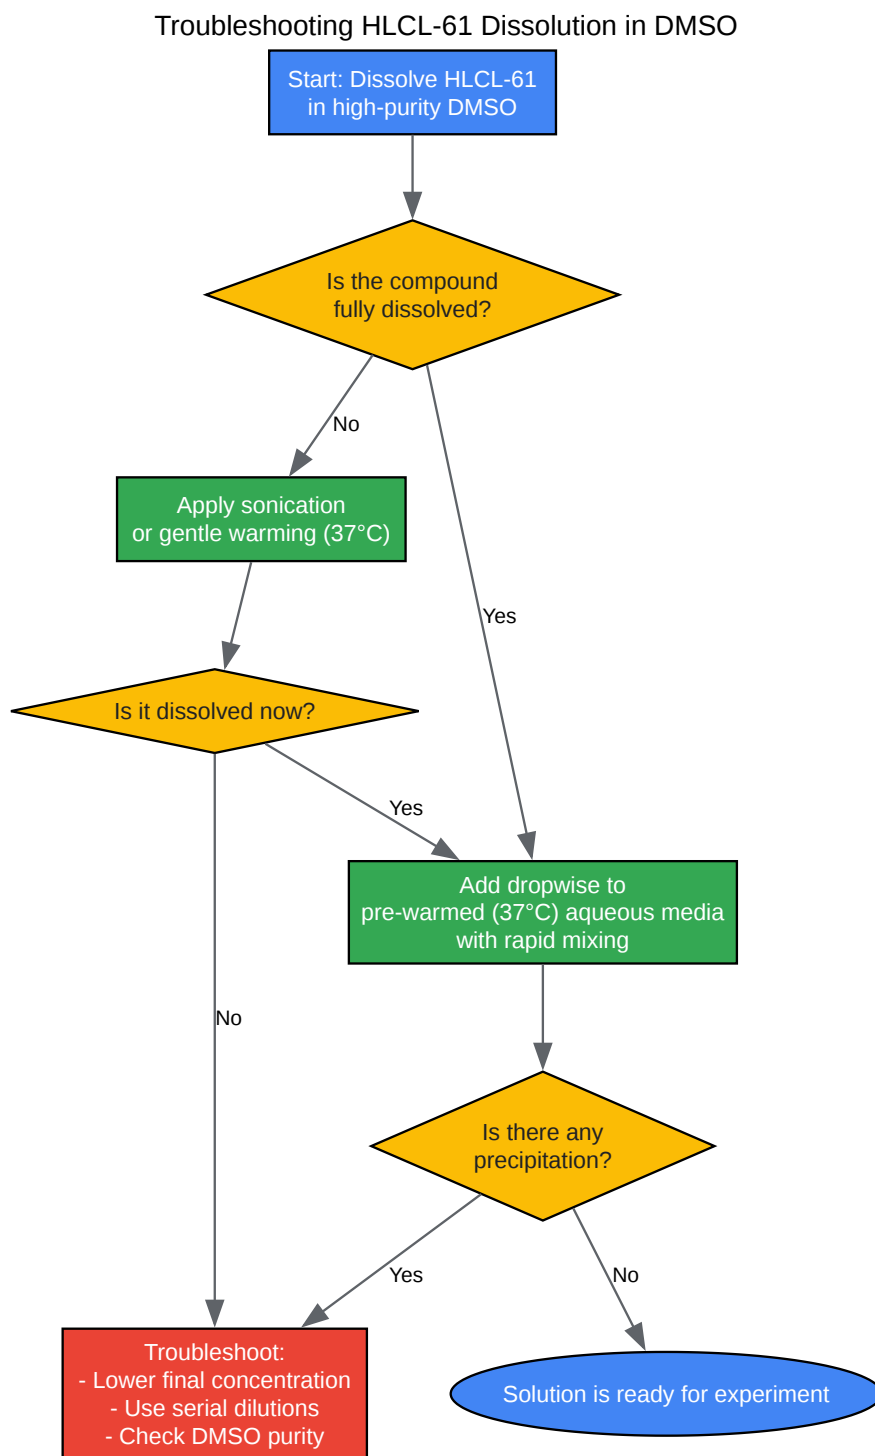 Troubleshooting HLCL-61 Dissolution in DMSO
Start: Dissolve HLCL-61
in high-purity DMSO
Is the compound
fully dissolved?
No
Apply sonication
or gentle warming (37°C)
Yes
Is it dissolved now?
Yes
Add dropwise to
pre-warmed (37°C) aqueous media
with rapid mixing
No
Is there any
precipitation?
Yes
No
Troubleshoot:
- Lower final concentration
- Use serial dilutions
- Check DMSO purity
Solution is ready for experiment